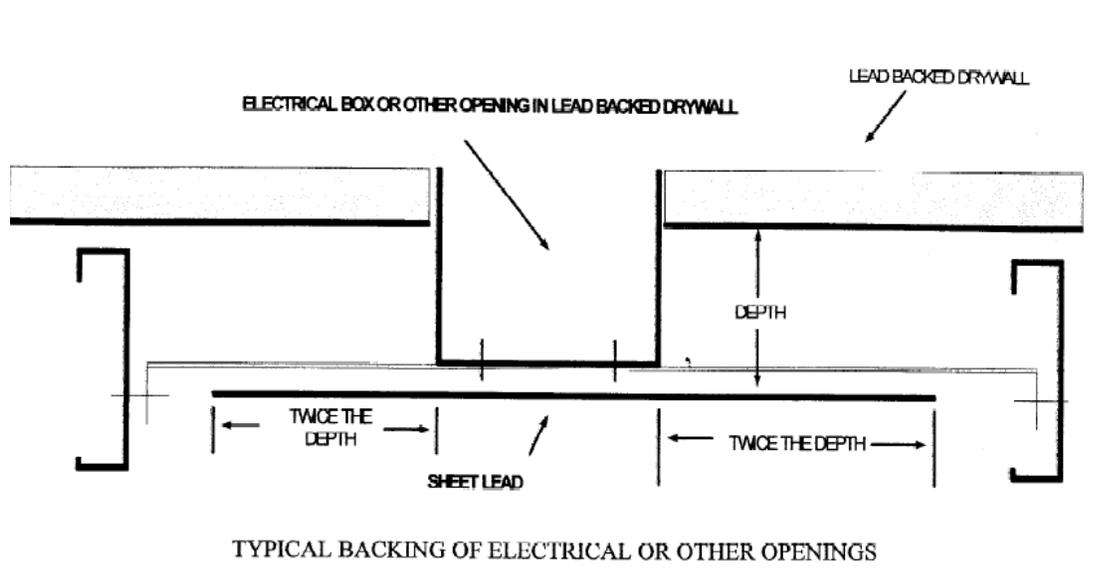 LEAD BACKED DRYWALL
ELECTRICAL BOX OR OTHER OPENING IN LEAD BACKED DRYWALL
DEPTH
TWICE THE
DEPTH
TWICE THE DEPTH
SHEET LEAD
TYPICAL BACKING OF ELECTRICAL OR OTHER OPENINGS